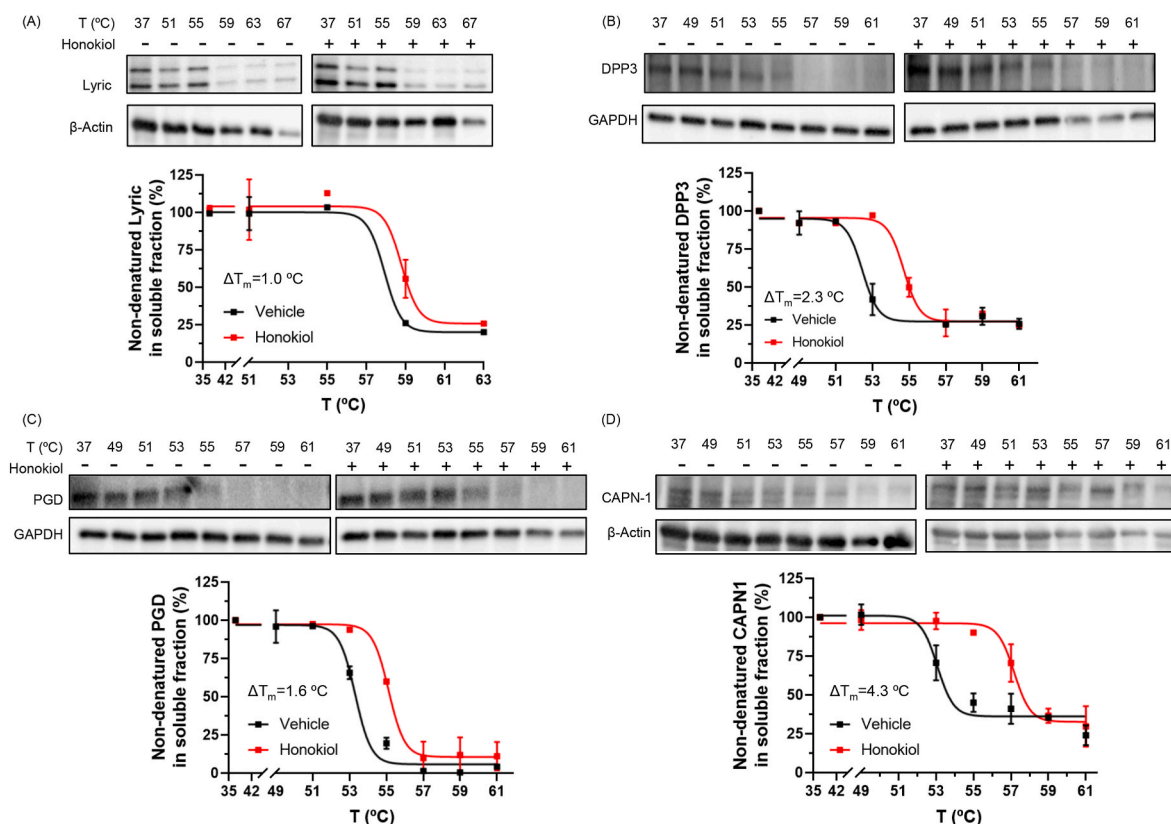 (A)
T (ºC) 37 51 55 59 63 67 37 51 55 59 63 67
Honokiol - - - - - - + + + + + +
Lyric
β-Actin
Non-denatured Lyric
in soluble fraction (%)
125
100
75
50
25
0
ΔTm=1.0 ºC
Vehicle
Honokiol
35 42 51 53 55 57 59 61 63
T (ºC)
(B)
37 49 51 53 55 57 59 61 37 49 51 53 55 57 59 61
- - - - - - - - + + + + + + + +
DPP3
GAPDH
Non-denatured DPP3
in soluble fraction (%)
125
100
75
50
25
0
ΔTm=2.3 ºC
Vehicle
Honokiol
35 42 49 51 53 55 57 59 61
T (ºC)
(C)
T (ºC) 37 49 51 53 55 57 59 61 37 49 51 53 55 57 59 61
Honokiol - - - - - - - - + + + + + + + +
PGD
GAPDH
Non-denatured PGD
in soluble fraction (%)
125
100
75
50
25
0
ΔTm=1.6 ºC
Vehicle
Honokiol
35 42 49 51 53 55 57 59 61
T (ºC)
(D)
37 49 51 53 55 57 59 61 37 49 51 53 55 57 59 61
- - - - - - - - + + + + + + + +
CAPN-1
β-Actin
Non-denatured CAPN1
in soluble fraction (%)
125
100
75
50
25
0
ΔTm=4.3 ºC
Vehicle
Honokiol
35 42 49 51 53 55 57 59 61
T (ºC)